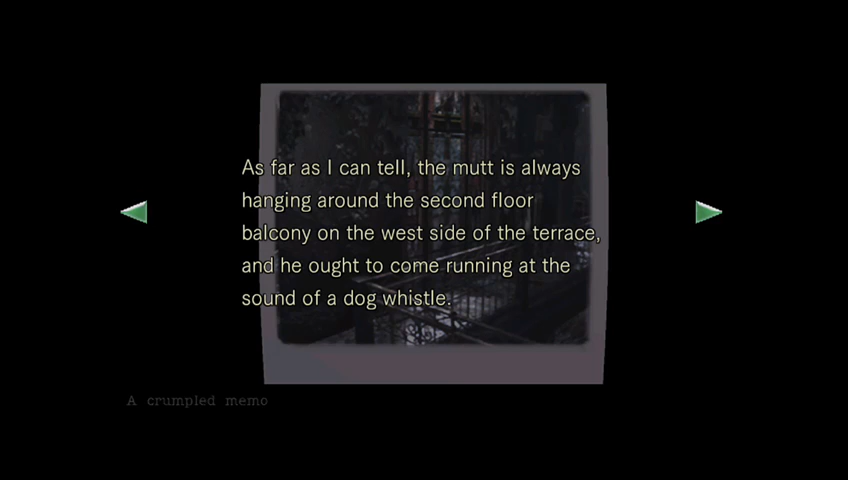 As far as I can tell, the mutt is always
hanging around the second floor
balcony on the west side of the terrace,
and he ought to come running at the
sound of a dog whistle.
A crumpled memo